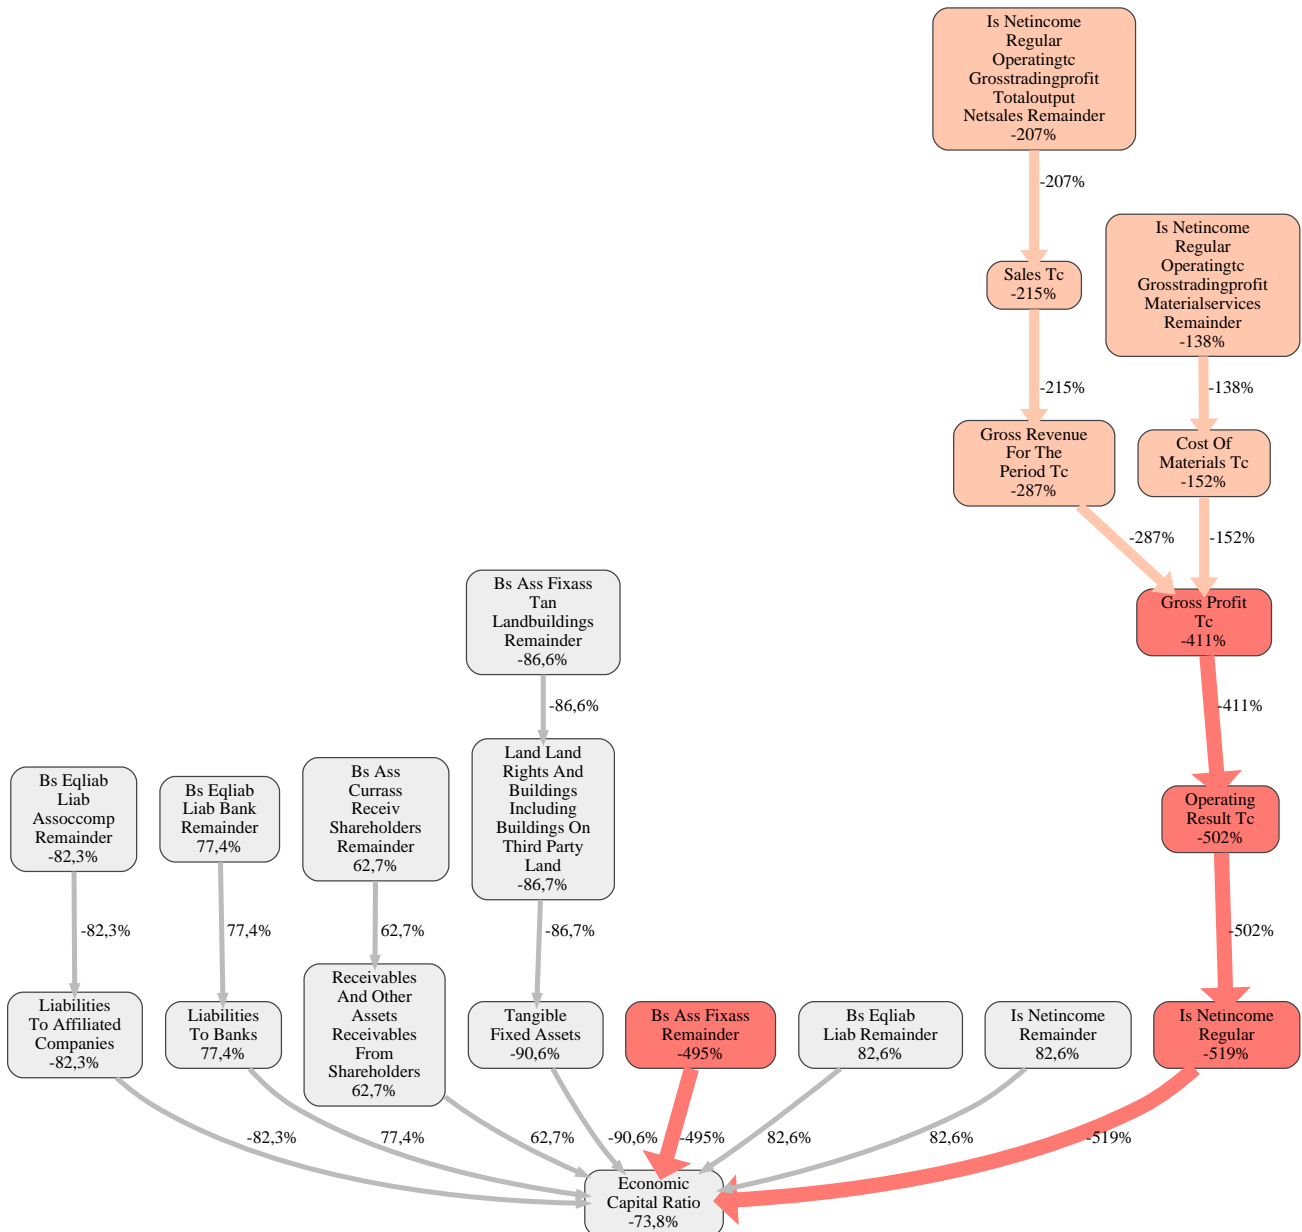 Is Netincome
Regular
Operatingtc
Grosstradingprofit
Totaloutput
Netsales Remainder
-207%
-207%
Is Netincome
Regular
Operatingtc
Grosstradingprofit
Materialservices
Remainder
-138%
Sales Tc
-215%
-215%
-138%
Gross Revenue
For The
Period Tc
-287%
Cost Of
Materials Tc
-152%
-287%
-152%
Bs Ass Fixass
Tan
Landbuildings
Remainder
-86,6%
Gross Profit
Tc
-411%
-86,6%
-411%
Bs Eqliab
Liab
Assoccomp
Remainder
-82,3%
Bs Eqliab
Liab Bank
Remainder
77,4%
Bs Ass
Currass
Receiv
Shareholders
Remainder
62,7%
Land Land
Rights And
Buildings
Including
Buildings On
Third Party
Land
-86,7%
Operating
Result Tc
-502%
-82,3%
77,4%
62,7%
-86,7%
-502%
Liabilities
To Affiliated
Companies
-82,3%
Liabilities
To Banks
77,4%
Receivables
And Other
Assets
Receivables
From
Shareholders
62,7%
Tangible
Fixed Assets
-90,6%
Bs Ass Fixass
Remainder
-495%
Bs Eqliab
Liab Remainder
82,6%
Is Netincome
Remainder
82,6%
Is Netincome
Regular
-519%
-82,3%
77,4%
62,7%
-90,6%
-495%
82,6%
82,6%
-519%
Economic
Capital Ratio
-73,8%